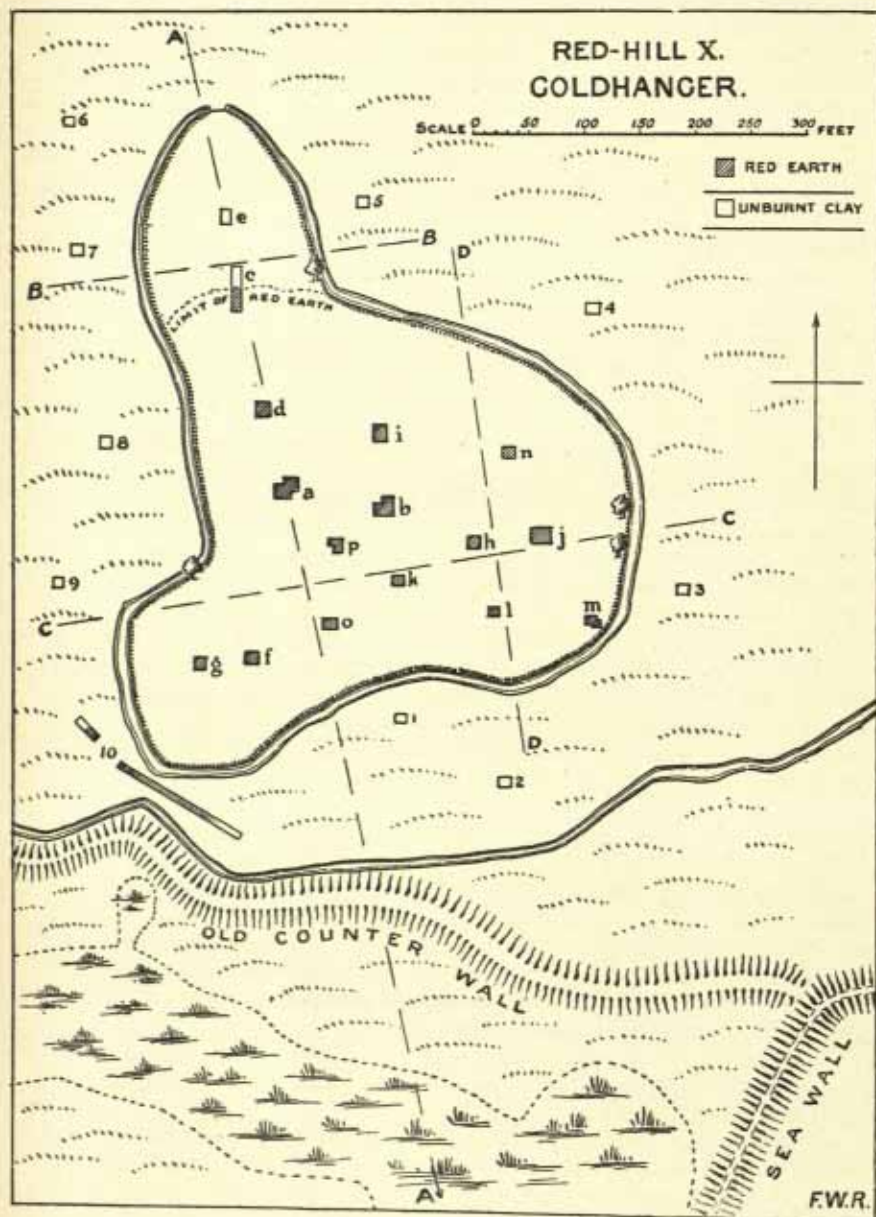 RED-HILL X.
GOLDHANGER.
SCALE 0 50 100 150 200 250 300 FEET
RED EARTH
UNBURNT CLAY
A
6
5
e
7
B
B
D
c
LIMIT OF RED EARTH
4
d
i
8
n
a
b
C
p
h
j
9
k
3
C
o
l
m
g
f
1
10
D
2
OLD COUNTER WALL
SEA WALL
A
F.W.R.